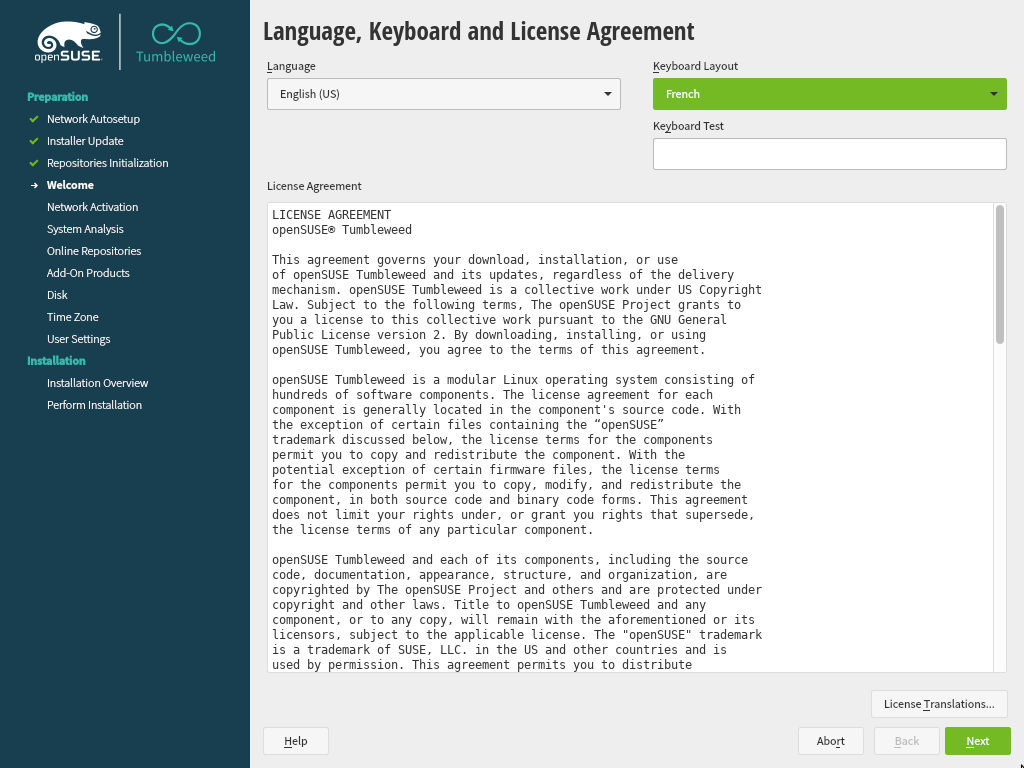 openSUSE
Tumbleweed
Preparation
Network Autosetup
Installer Update
Repositories Initialization
Welcome
Network Activation
System Analysis
Online Repositories
Add-On Products
Disk
Time Zone
User Settings
Installation
Installation Overview
Perform Installation
Language, Keyboard and License Agreement
Language
English (US)
Keyboard Layout
French
Keyboard Test
License Agreement
LICENSE AGREEMENT
openSUSE® Tumbleweed
This agreement governs your download, installation, or use
of openSUSE Tumbleweed and its updates, regardless of the delivery
mechanism. openSUSE Tumbleweed is a collective work under US Copyright
Law. Subject to the following terms, The openSUSE Project grants to
you a license to this collective work pursuant to the GNU General
Public License version 2. By downloading, installing, or using
openSUSE Tumbleweed, you agree to the terms of this agreement.
openSUSE Tumbleweed is a modular Linux operating system consisting of
hundreds of software components. The license agreement for each
component is generally located in the component's source code. With
the exception of certain files containing the “openSUSE”
trademark discussed below, the license terms for the components
permit you to copy and redistribute the component. With the
potential exception of certain firmware files, the license terms
for the components permit you to copy, modify, and redistribute the
component, in both source code and binary code forms. This agreement
does not limit your rights under, or grant you rights that supersede,
the license terms of any particular component.
openSUSE Tumbleweed and each of its components, including the source
code, documentation, appearance, structure, and organization, are
copyrighted by The openSUSE Project and others and are protected under
copyright and other laws. Title to openSUSE Tumbleweed and any
component, or to any copy, will remain with the aforementioned or its
licensors, subject to the applicable license. The "openSUSE" trademark
is a trademark of SUSE, LLC. in the US and other countries and is
used by permission. This agreement permits you to distribute
License Translations...
Help
Abort
Back
Next